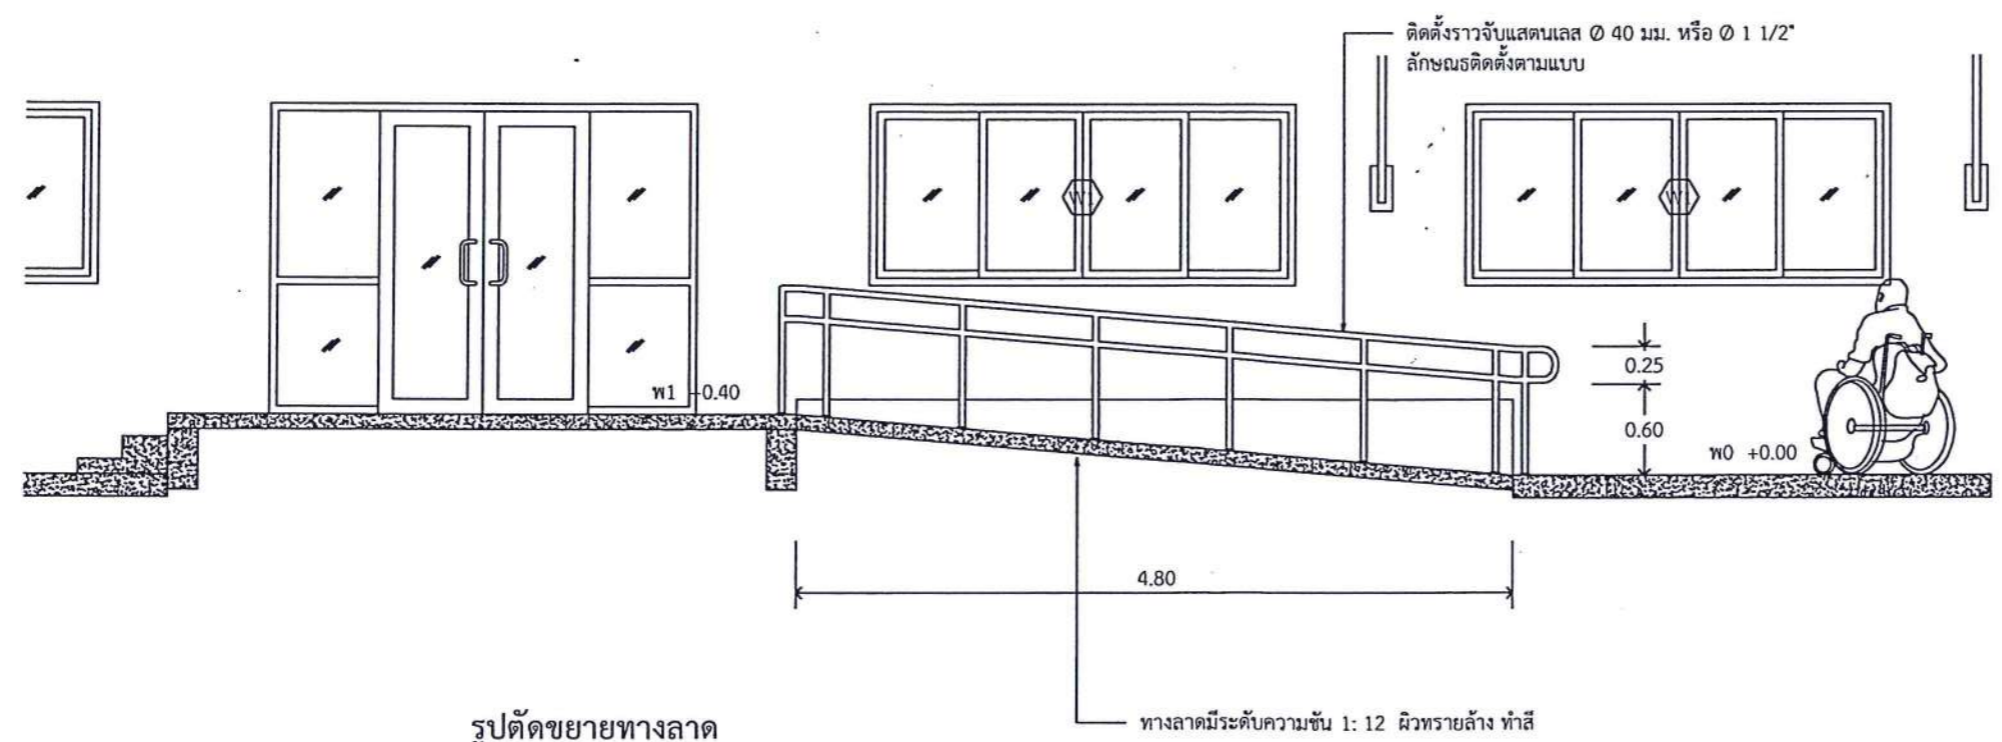 ติดตั้งราวจับแสตนเลส Ø 40 มม. หรือ Ø 1 1/2"
ลักษณธติดตั้งตามแบบ
W1
W1
พ1 +0.40
0.25
0.60
พ0 +0.00
4.80
ทางลาดมีระดับความชัน 1: 12 ผิวทรายล้าง ทำสี
รูปตัดขยายทางลาด